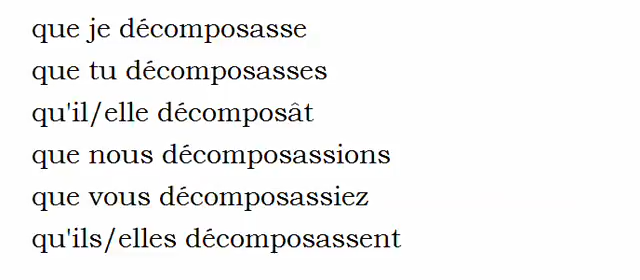 que je décomposasse
que tu décomposasses
qu'il/elle décomposât
que nous décomposassions
que vous décomposassiez
qu'ils/elles décomposassent